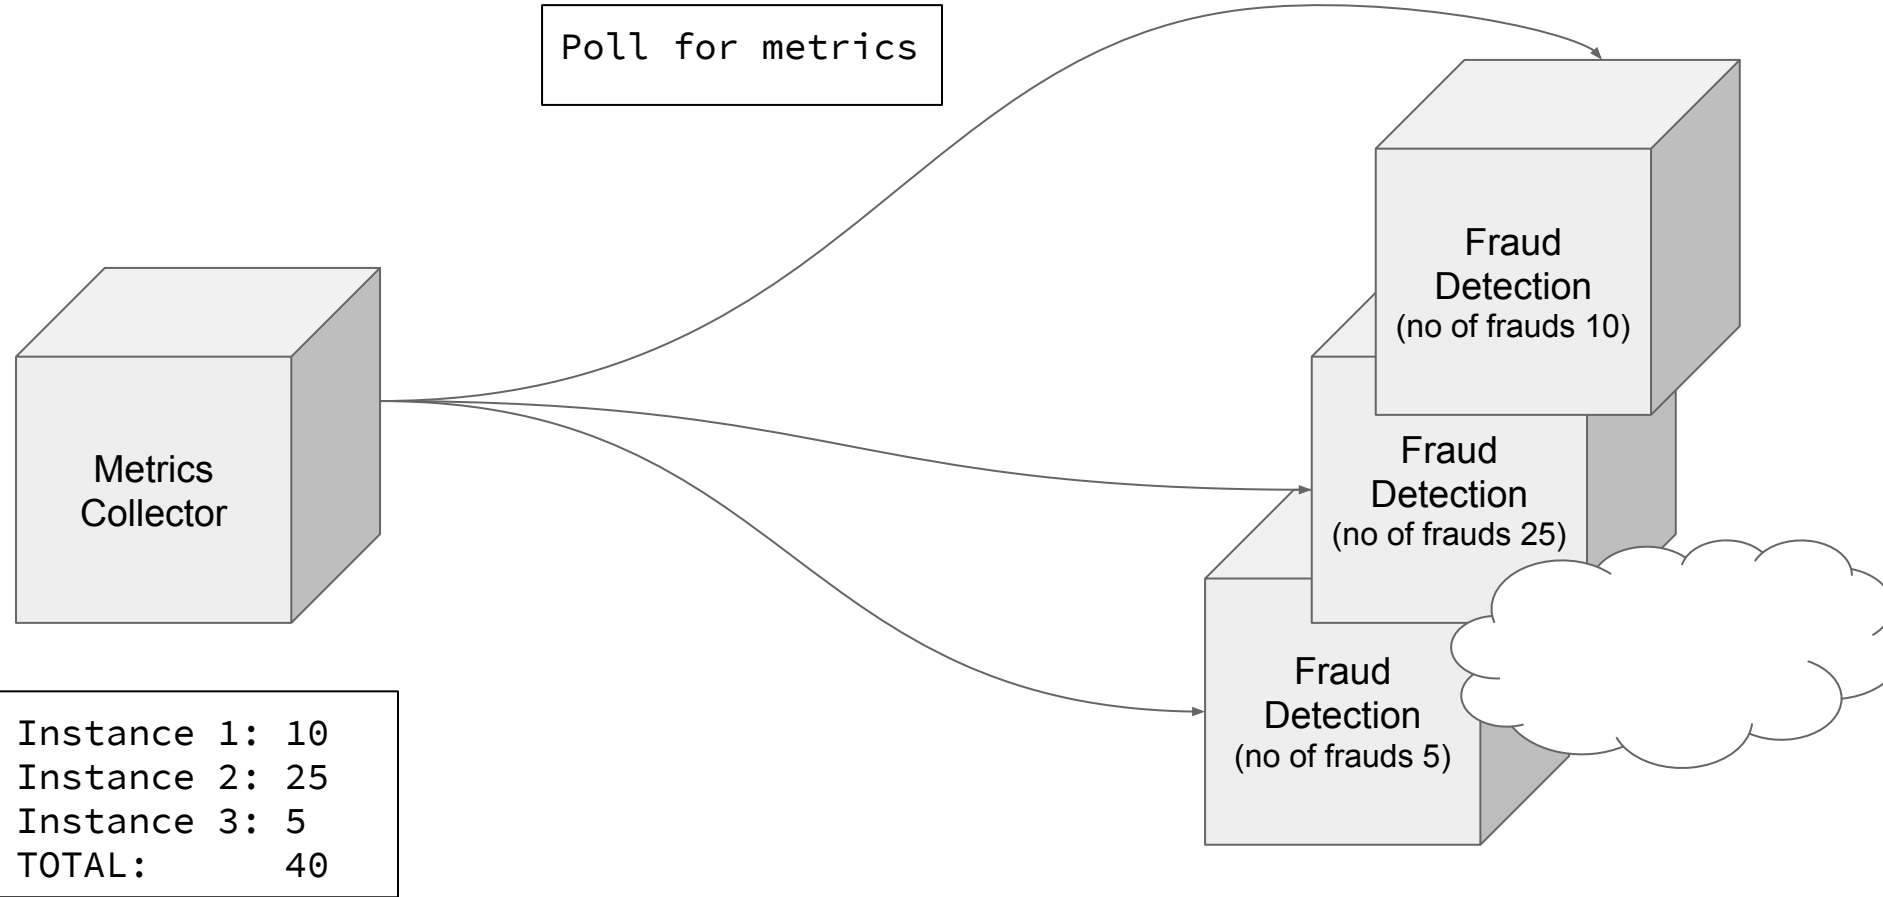 Poll for metrics
Fraud
Detection
(no of frauds 10)
Fraud
Detection
(no of frauds 25)
Metrics
Collector
Fraud
Detection
(no of frauds 5)
Instance 1: 10
Instance 2: 25
Instance 3: 5
TOTAL: 40